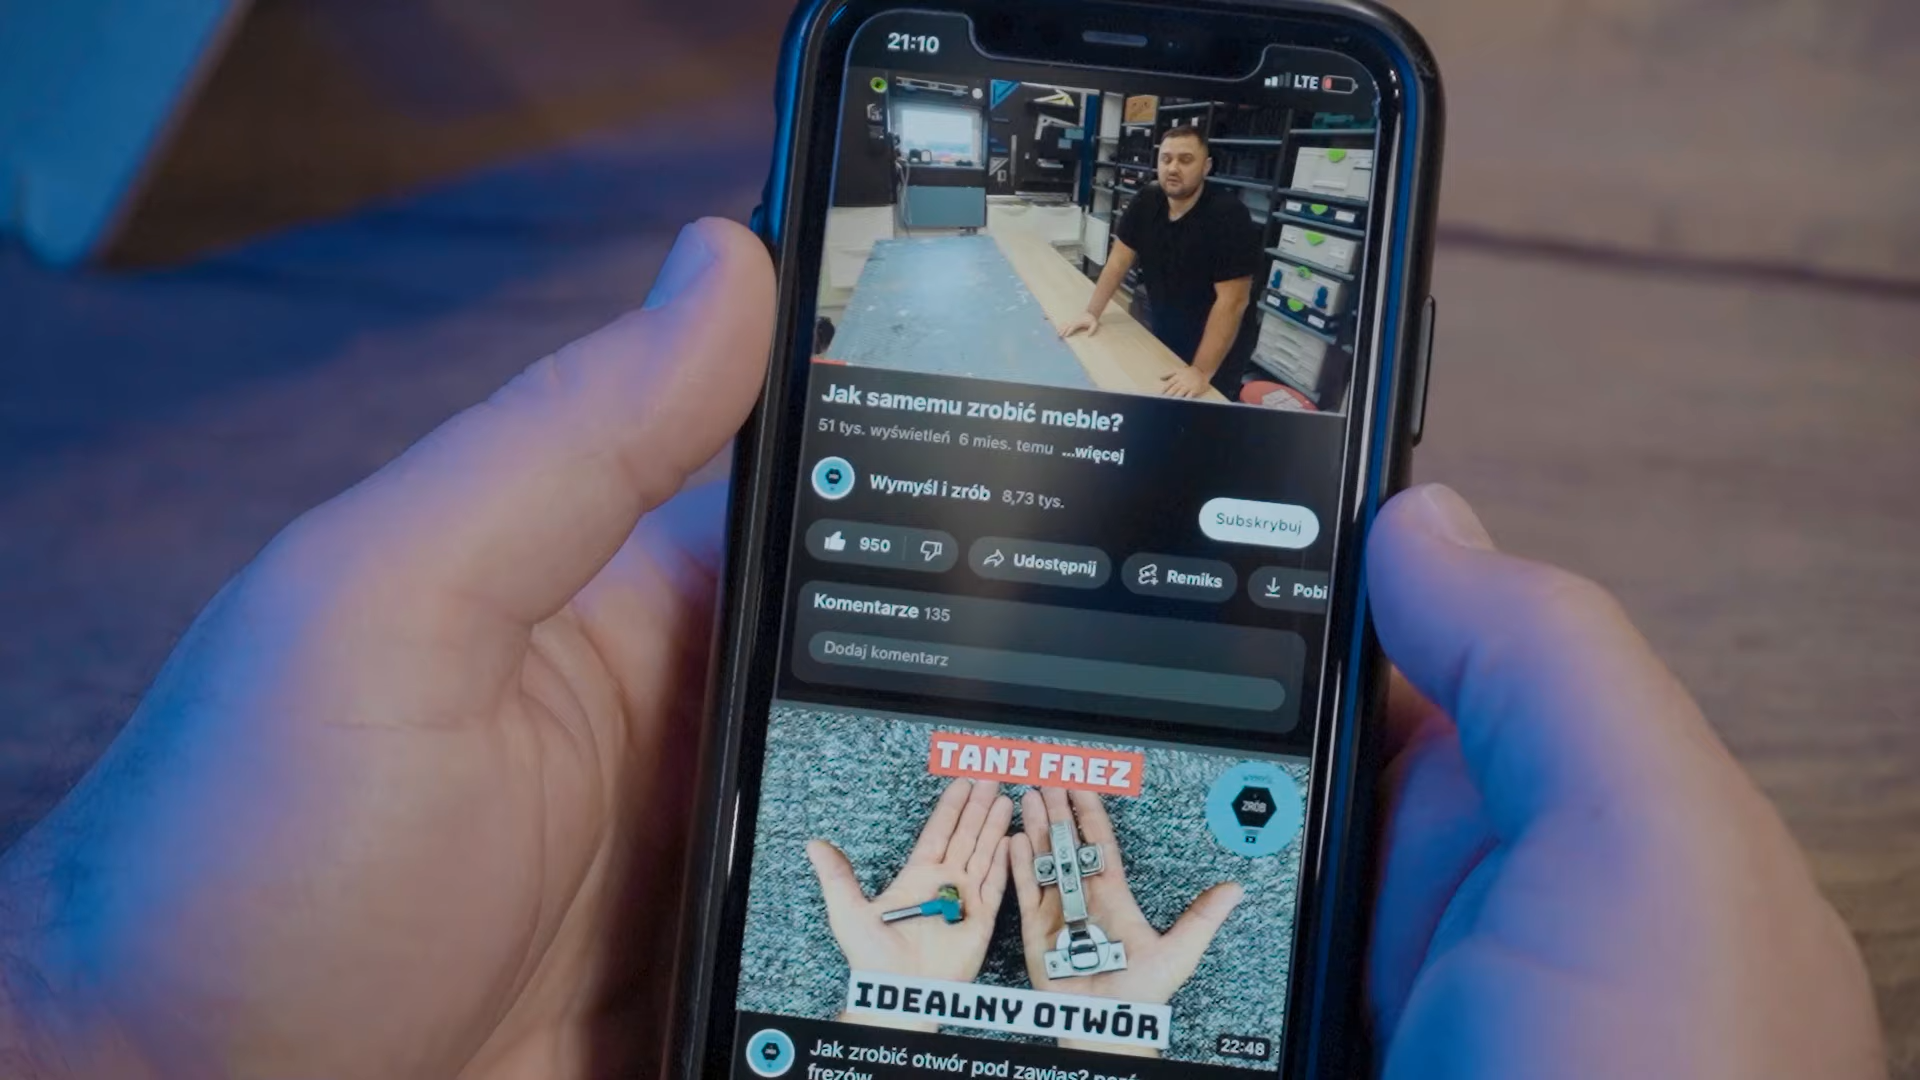 21:10
LTE
Jak samemu zrobić meble?
51 tys. wyświetleń 6 mies. temu ...więcej
Wymyśl i zrób 8,73 tys.
Subskrybuj
950
Udostępnij
Remiks
Pobi
Komentarze 135
Dodaj komentarz
TANI FREZ
WYMYŚL
ZRÓB
IDEALNY OTWÓR
22:48
Jak zrobić otwór pod zawias?
frezów